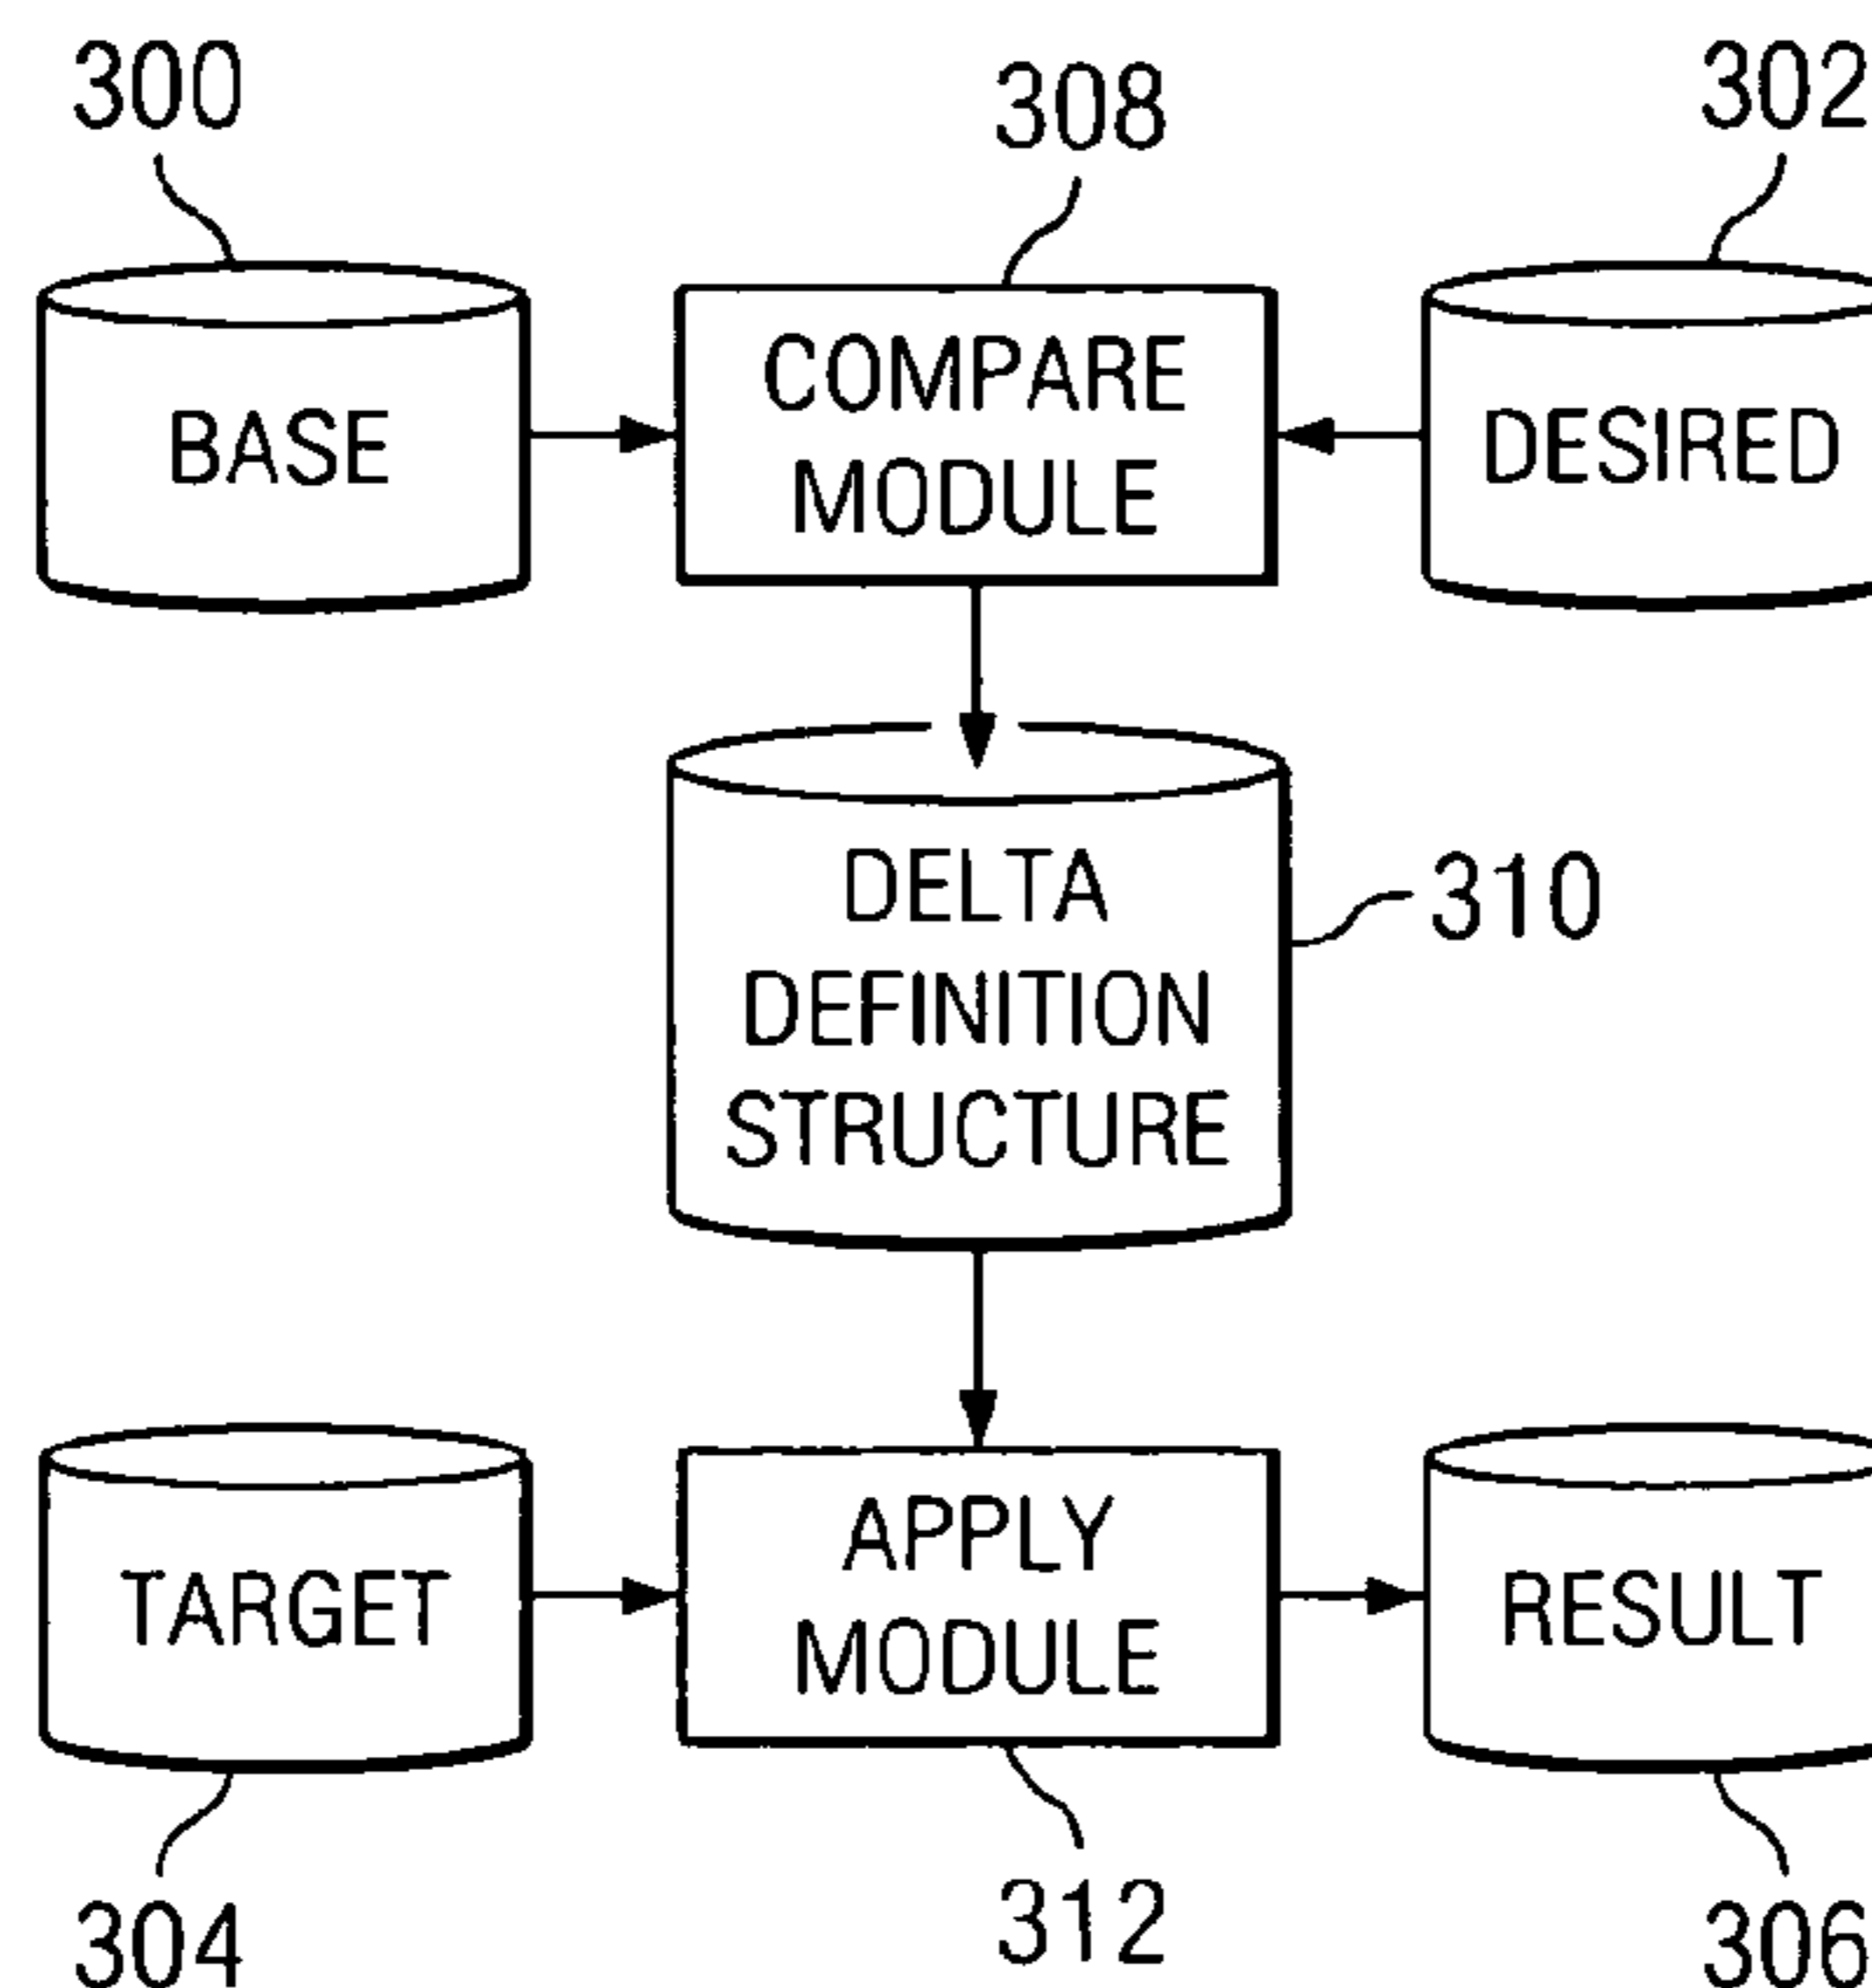 300
308
302
BASE
COMPARE
MODULE
DESIRED
DELTA
DEFINITION
STRUCTURE
310
TARGET
APPLY
MODULE
RESULT
304
312
306